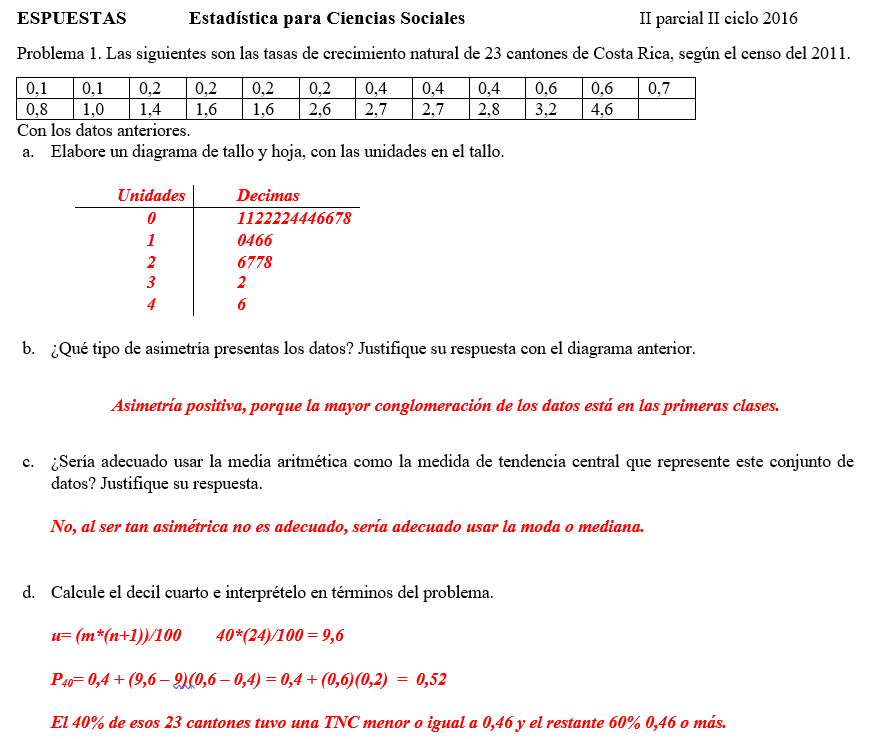 ESPUESTAS Estadística para Ciencias Sociales II parcial II ciclo 2016
Problema 1. Las siguientes son las tasas de crecimiento natural de 23 cantones de Costa Rica, según el censo del 2011.
0,1 0,1 0,2 0,2 0,2 0,2 0,4 0,4 0,4 0,6 0,6 0,7
0,8 1,0 1,4 1,6 1,6 2,6 2,7 2,7 2,8 3,2 4,6
Con los datos anteriores.
a. Elabore un diagrama de tallo y hoja, con las unidades en el tallo.
Unidades Decimas
0 1122224446678
1 0466
2 6778
3 2
4 6
b. ¿Qué tipo de asimetría presentas los datos? Justifique su respuesta con el diagrama anterior.
Asimetría positiva, porque la mayor conglomeración de los datos está en las primeras clases.
c. ¿Sería adecuado usar la media aritmética como la medida de tendencia central que represente este conjunto de
datos? Justifique su respuesta.
No, al ser tan asimétrica no es adecuado, sería adecuado usar la moda o mediana.
d. Calcule el decil cuarto e interprételo en términos del problema.
u= (m*(n+1))/100 40*(24)/100 = 9,6
P40= 0,4 + (9,6 – 9)(0,6 – 0,4) = 0,4 + (0,6)(0,2) = 0,52
El 40% de esos 23 cantones tuvo una TNC menor o igual a 0,46 y el restante 60% 0,46 o más.